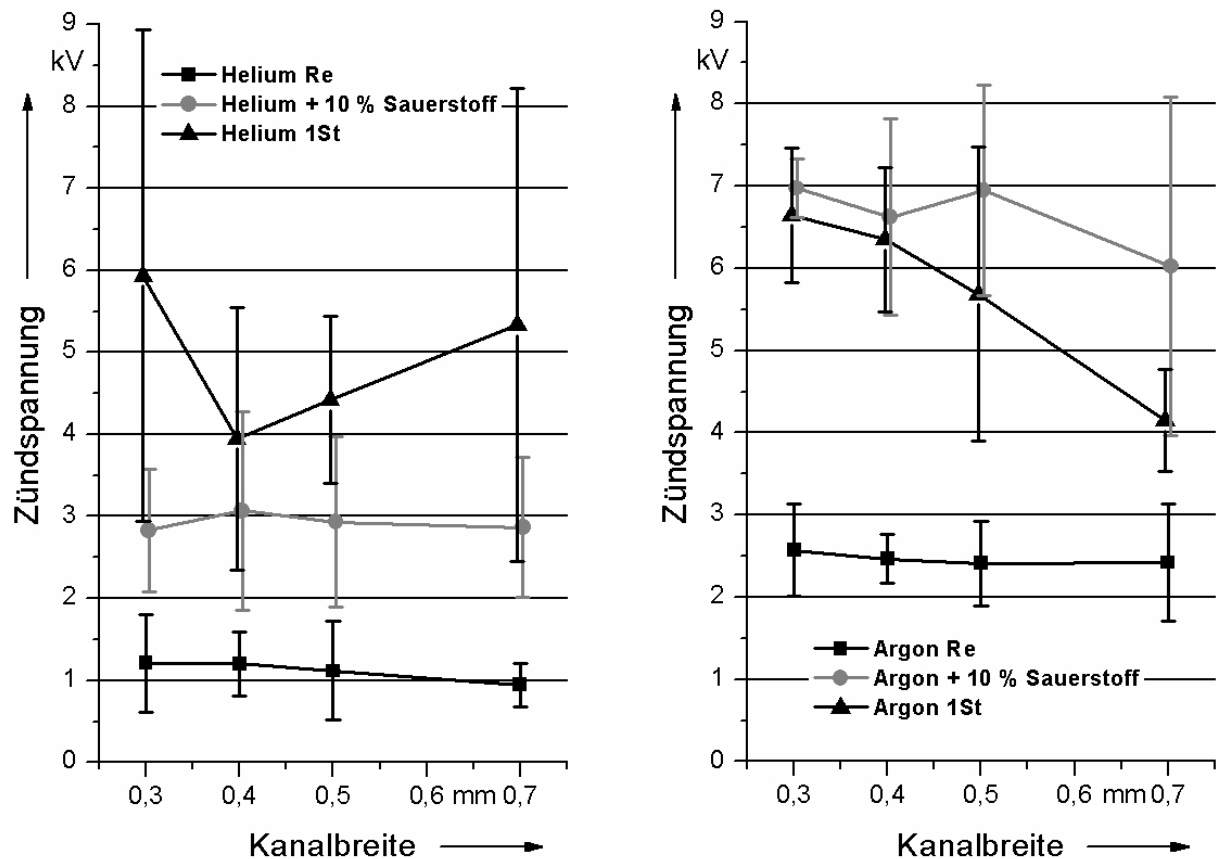 9
kV
8
7
6
5
4
3
2
1
0
Zündspannung
Helium Re
Helium + 10 % Sauerstoff
Helium 1St
0,3 0,4 0,5 0,6 mm 0,7
Kanalbreite
9
kV
8
7
6
5
4
3
2
1
0
Zündspannung
Argon Re
Argon + 10 % Sauerstoff
Argon 1St
0,3 0,4 0,5 0,6 mm 0,7
Kanalbreite